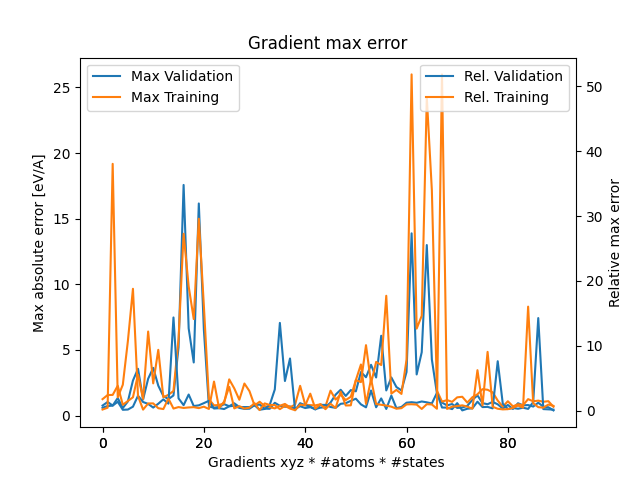 Gradient max error
Max Validation
Max Training
Rel. Validation
Rel. Training
Max absolute error [eV/A]
25
20
15
10
5
0
50
40
30
20
10
0
Relative max error
0 20 40 60 80
Gradients xyz * #atoms * #states